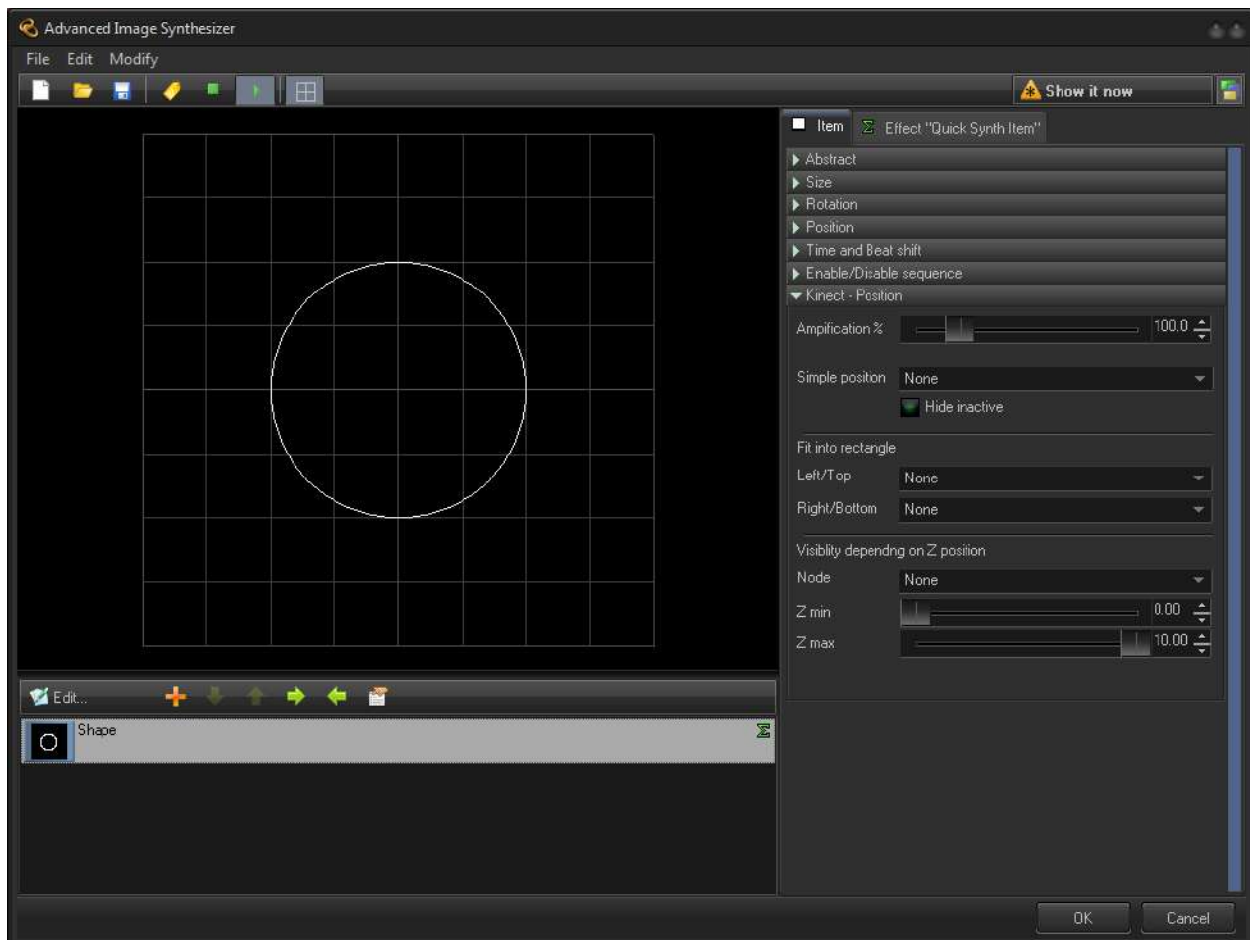 Advanced Image Synthesizer
File Edit Modify
Show it now
Item Effect "Quick Synth Item"
Abstract
Size
Rotation
Position
Time and Beat shift
Enable/Disable sequence
Kinect - Position
Ampification % 100.0
Simple position None
Hide inactive
Fit into rectangle
Left/Top None
Right/Bottom None
Visiblity dependng on Z position
Node None
Z min 0.00
Z max 10.00
Edit...
Shape
OK Cancel